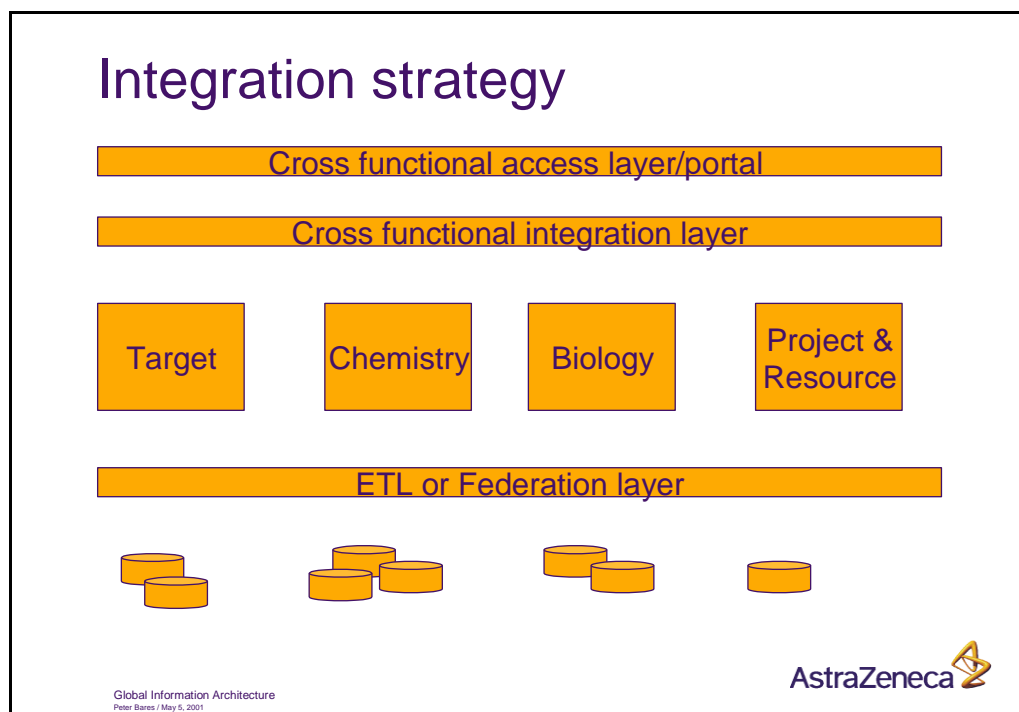 Integration strategy
Cross functional access layer/portal
Cross functional integration layer
Target
Chemistry
Biology
Project &
Resource
ETL or Federation layer
AstraZeneca
Global Information Architecture
Peter Bares / May 5, 2001